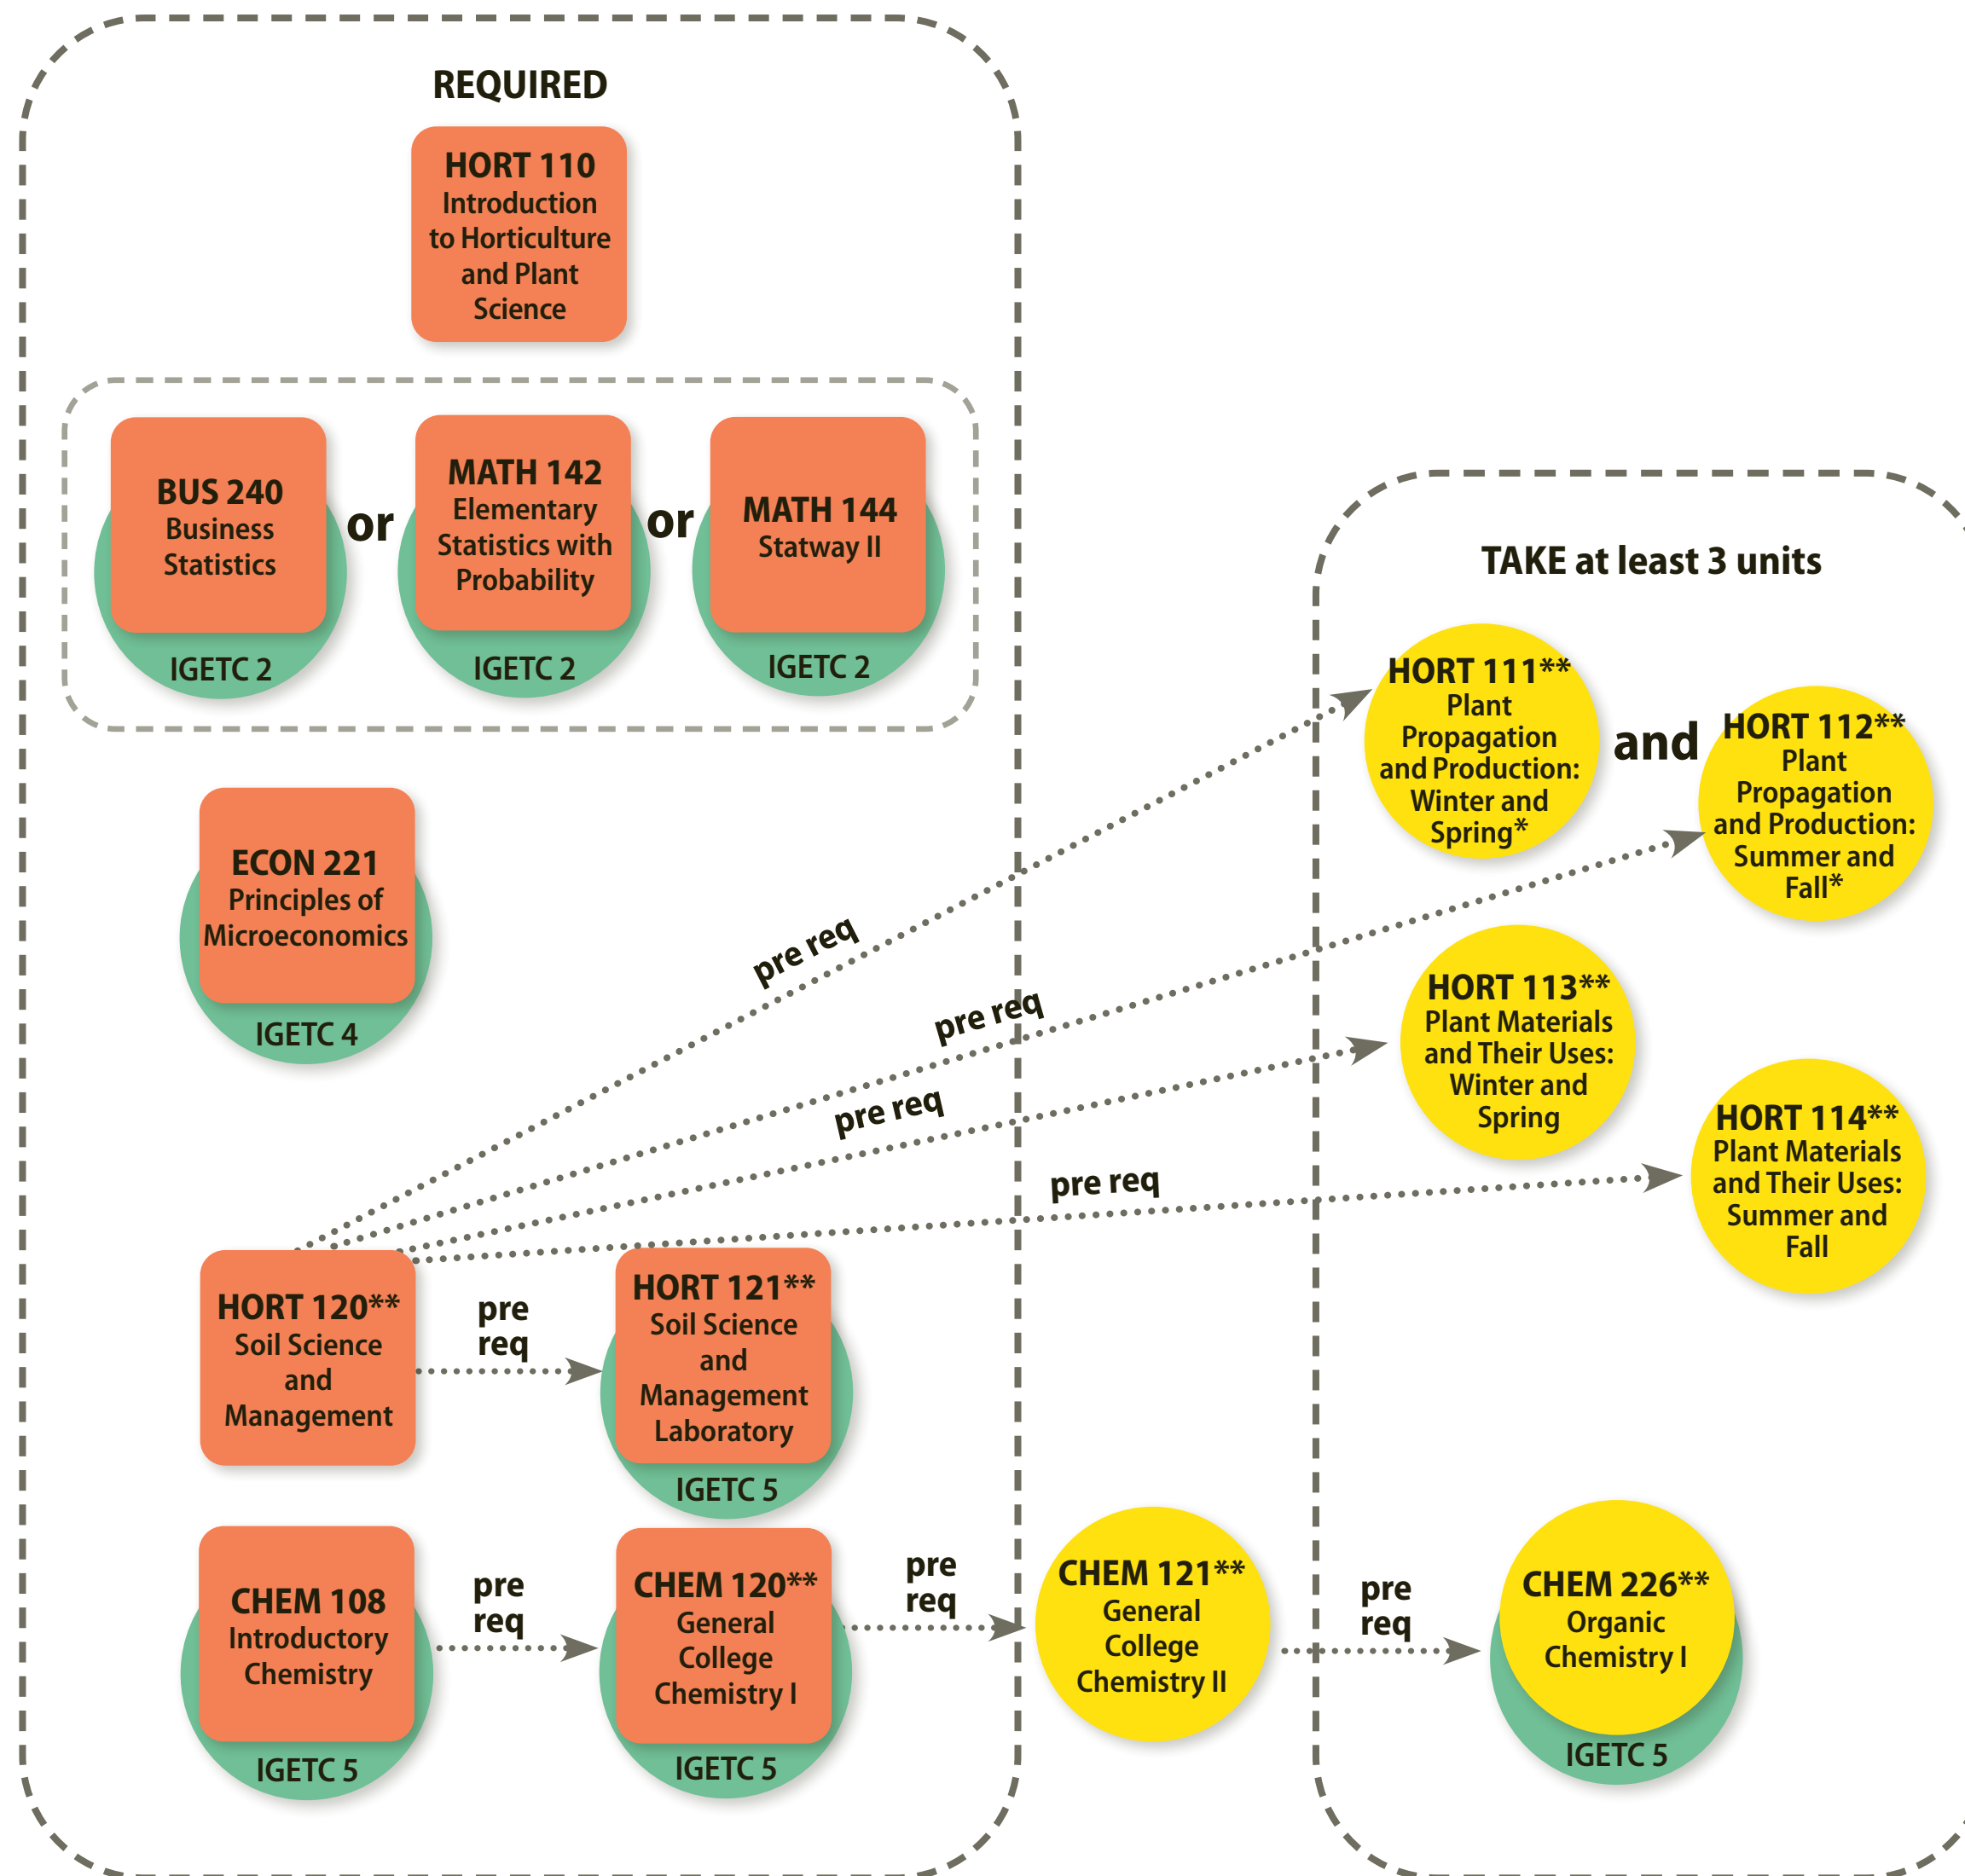 REQUIRED
HORT 110
Introduction
to Horticulture
and Plant
Science
BUS 240
Business
Statistics
IGETC 2
or
MATH 142
Elementary
Statistics with
Probability
IGETC 2
or
MATH 144
Statway II
IGETC 2
ECON 221
Principles of
Microeconomics
IGETC 4
HORT 120**
Soil Science
and
Management
pre
req
HORT 121**
Soil Science
and
Management
Laboratory
IGETC 5
CHEM 108
Introductory
Chemistry
IGETC 5
pre
req
CHEM 120**
General
College
Chemistry I
IGETC 5
pre
req
CHEM 121**
General
College
Chemistry II
pre
req
pre req
pre req
pre req
pre req
TAKE at least 3 units
HORT 111**
Plant
Propagation
and Production:
Winter and
Spring*
and
HORT 112**
Plant
Propagation
and Production:
Summer and
Fall*
HORT 113**
Plant Materials
and Their Uses:
Winter and
Spring
HORT 114**
Plant Materials
and Their Uses:
Summer and
Fall
CHEM 226**
Organic
Chemistry I
IGETC 5